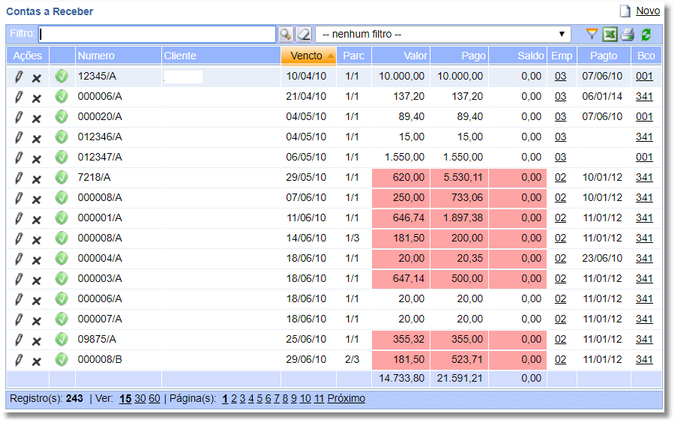 Contas a Receber Novo
Filtro: -- nenhum filtro --
Ações Numero Cliente Vencto Parc Valor Pago Saldo Emp Pagto Bco
12345/A 10/04/10 1/1 10.000,00 10.000,00 0,00 03 07/06/10 001
000006/A 21/04/10 1/1 137,20 137,20 0,00 03 06/01/14 341
000020/A 04/05/10 1/1 89,40 89,40 0,00 03 07/06/10 001
012346/A 04/05/10 1/1 15,00 15,00 0,00 03 341
012347/A 06/05/10 1/1 1.550,00 1.550,00 0,00 03 001
7218/A 29/05/10 1/1 620,00 5.530,11 0,00 02 10/01/12 341
000008/A 07/06/10 1/1 250,00 733,06 0,00 02 10/01/12 341
000001/A 11/06/10 1/1 646,74 1.897,38 0,00 02 11/01/12 341
000008/A 14/06/10 1/3 181,50 200,00 0,00 02 11/01/12 341
000004/A 18/06/10 1/1 20,00 20,35 0,00 02 23/06/10 341
000003/A 18/06/10 1/1 647,14 500,00 0,00 02 11/01/12 341
000006/A 18/06/10 1/1 20,00 20,00 0,00 02 11/01/12 341
000007/A 18/06/10 1/1 20,00 20,00 0,00 02 11/01/12 341
09875/A 25/06/10 1/1 355,32 355,00 0,00 02 11/01/12 341
000008/B 29/06/10 2/3 181,50 523,71 0,00 02 11/01/12 341
14.733,80 21.591,21 0,00
Registro(s): 243 | Ver: 15 30 60 | Página(s): 1 2 3 4 5 6 7 8 9 10 11 Próximo